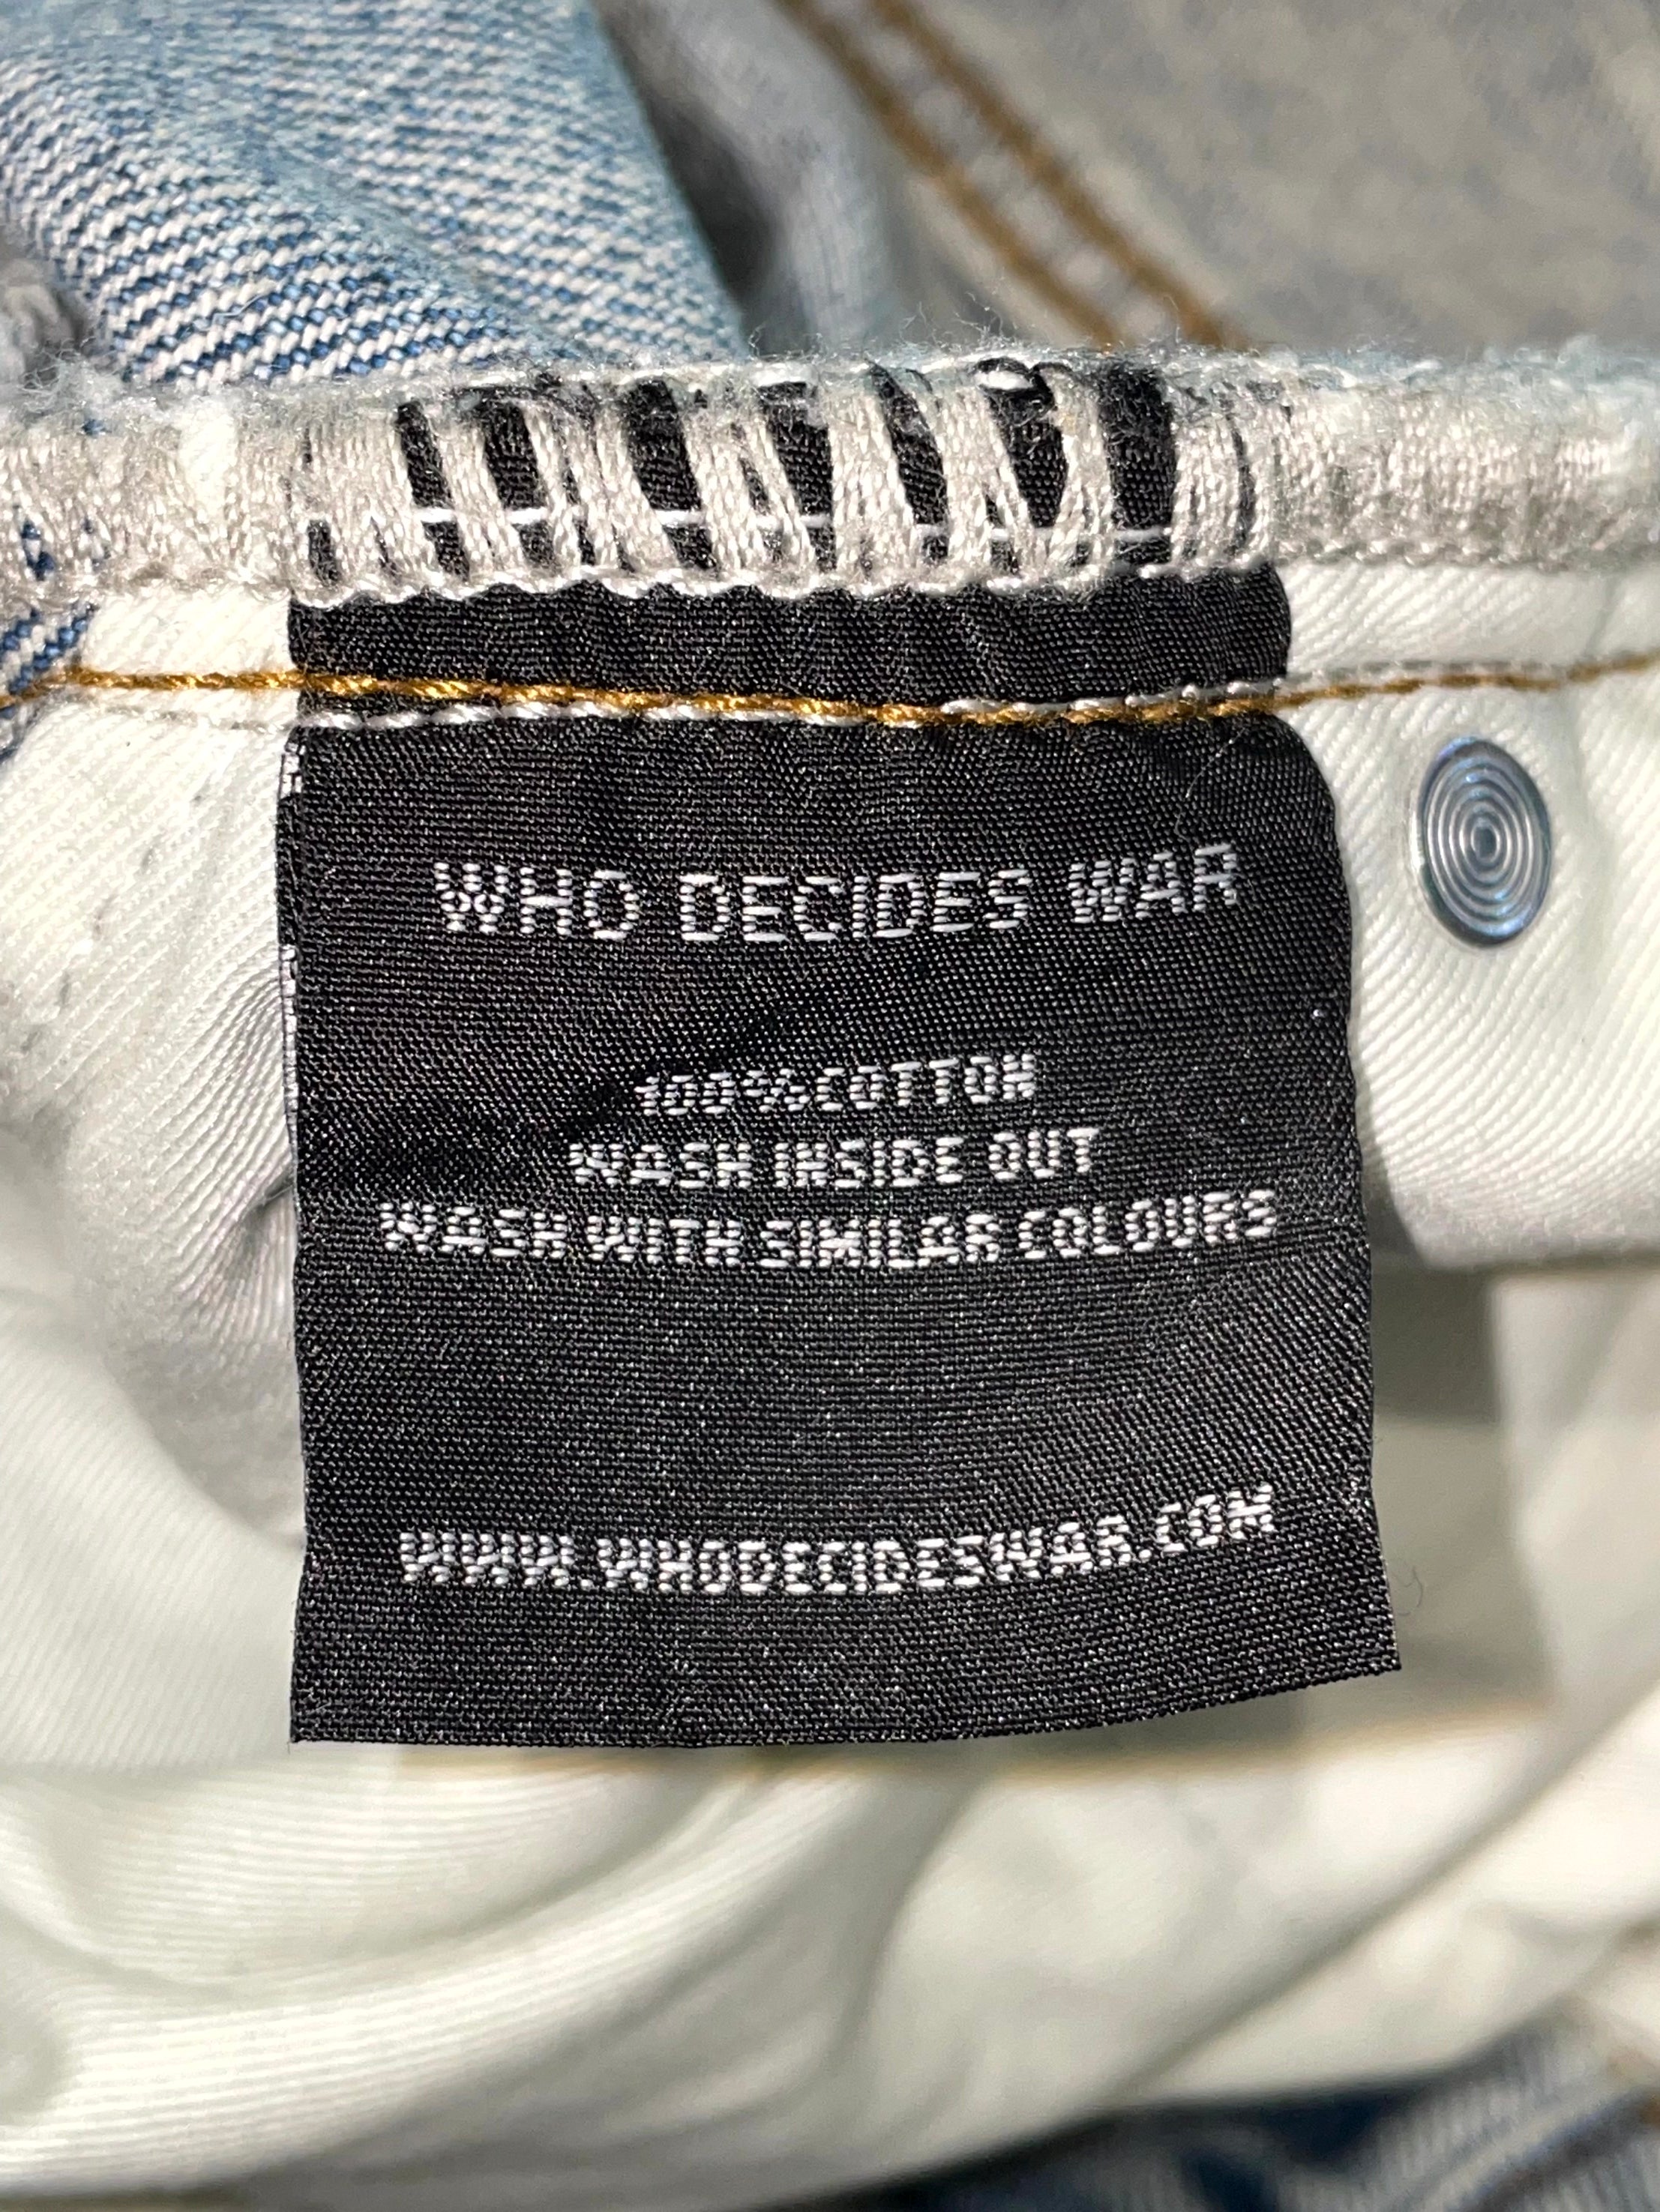 WHO DECIDES WAR
100%COTTON
WASH INSIDE OUT
WASH WITH SIMILAR COLOURS
WWW.WHODECIDESWAR.COM